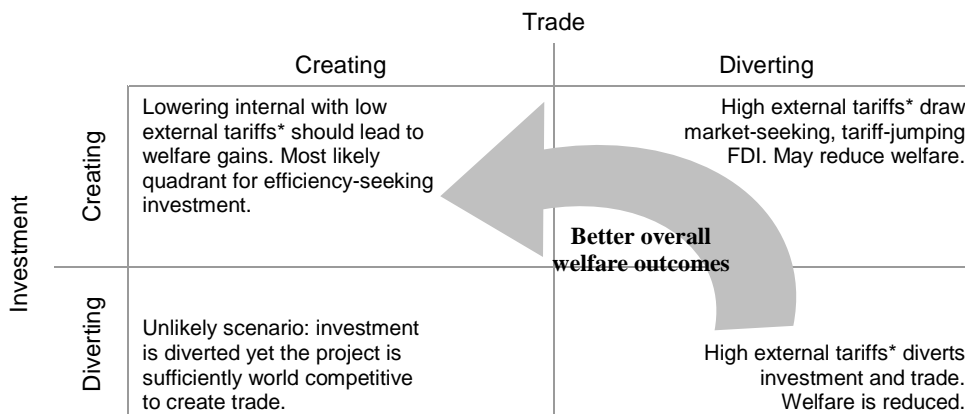 Trade
Creating
Diverting
Investment
Creating
Lowering internal with low
external tariffs* should lead to
welfare gains. Most likely
quadrant for efficiency-seeking
investment.
High external tariffs* draw
market-seeking, tariff-jumping
FDI. May reduce welfare.
Better overall
welfare outcomes
Diverting
Unlikely scenario: investment
is diverted yet the project is
sufficiently world competitive
to create trade.
High external tariffs* diverts
investment and trade.
Welfare is reduced.